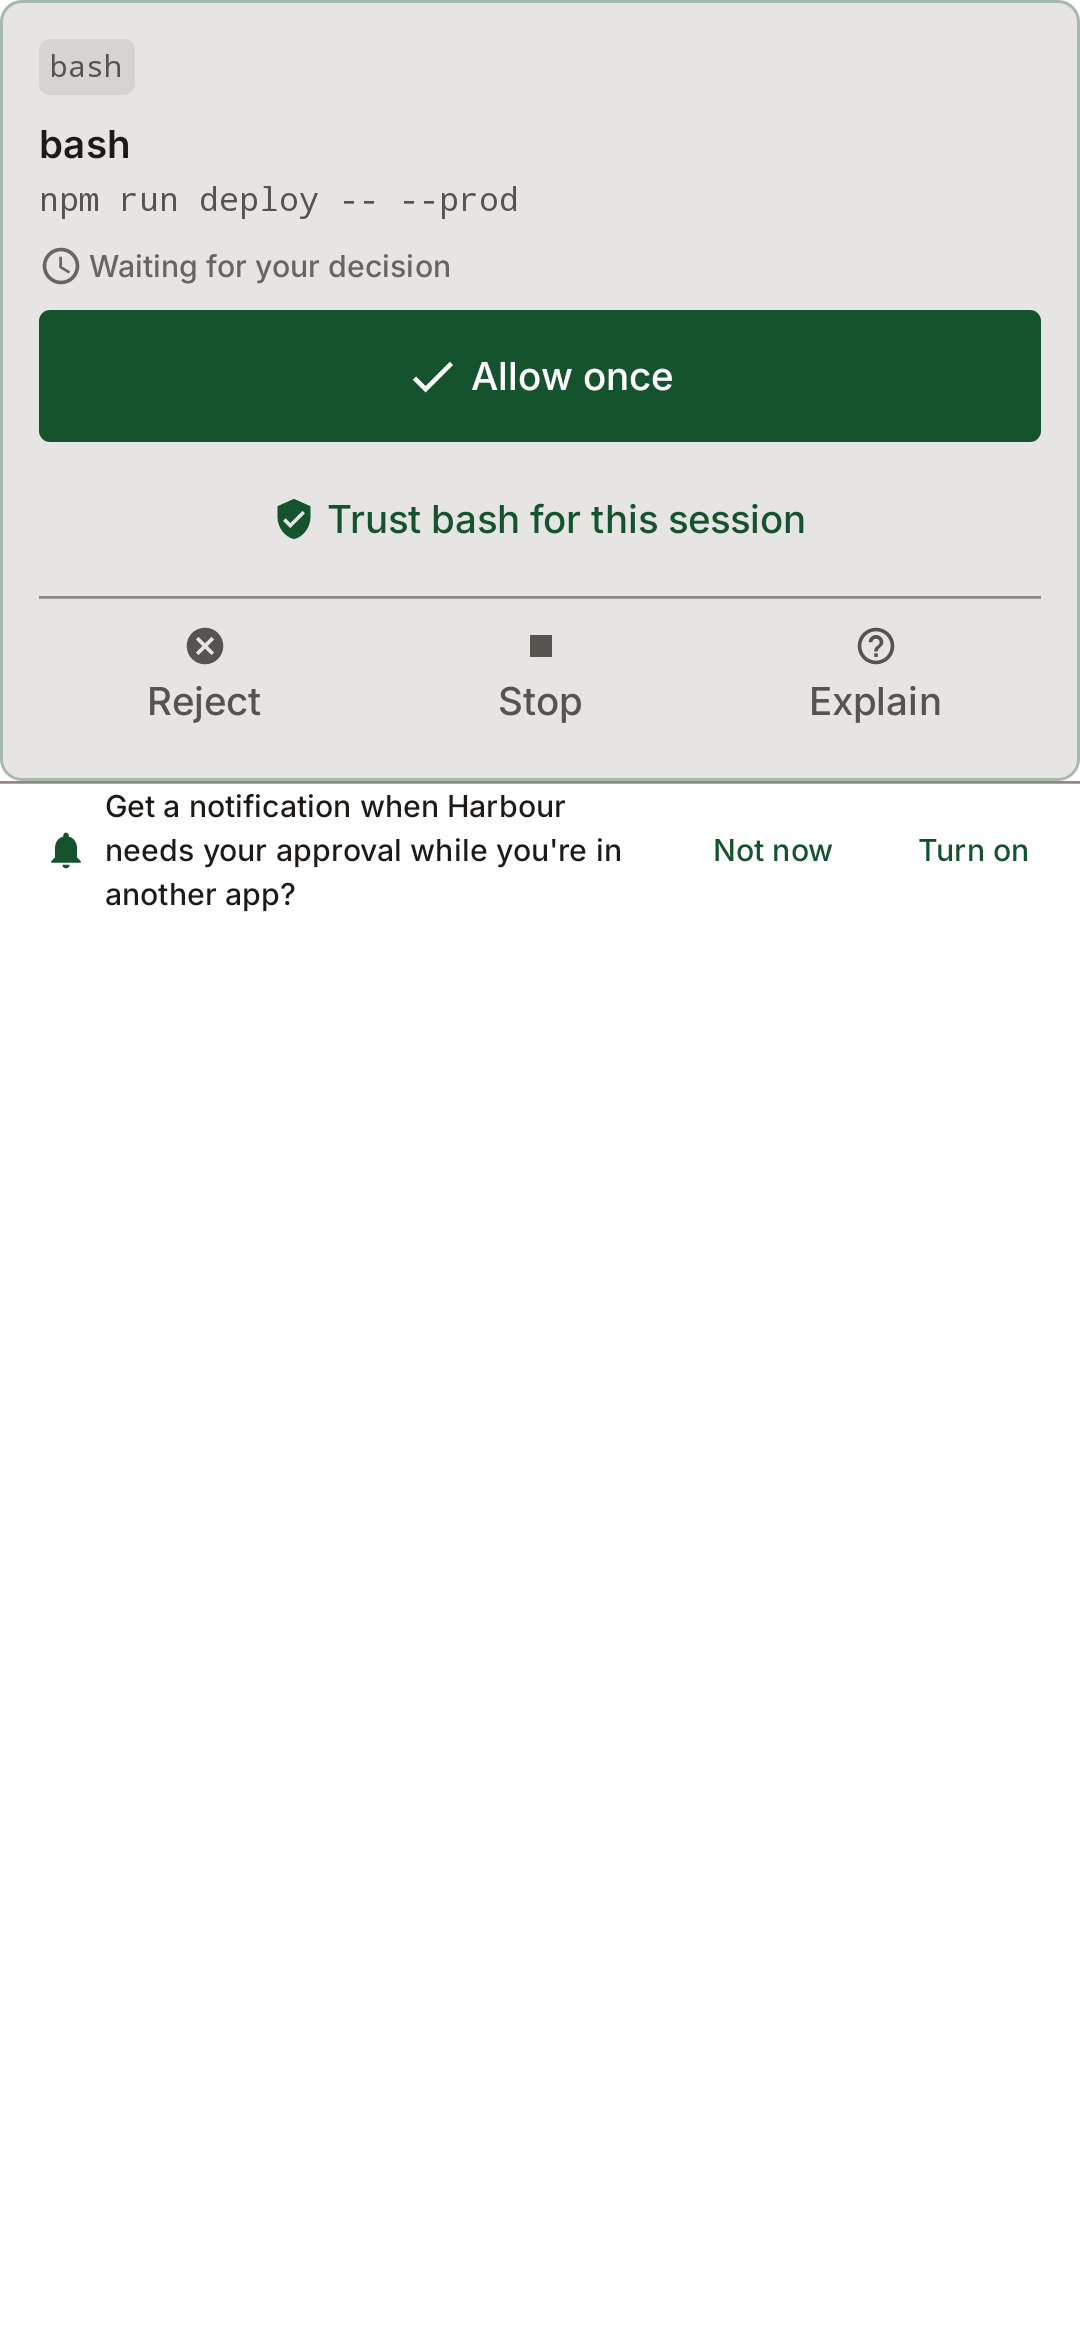 bash
bash
npm run deploy -- --prod
Waiting for your decision
Allow once
Trust bash for this session
Reject
Stop
Explain
Get a notification when Harbour
needs your approval while you're in
another app?
Not now
Turn on